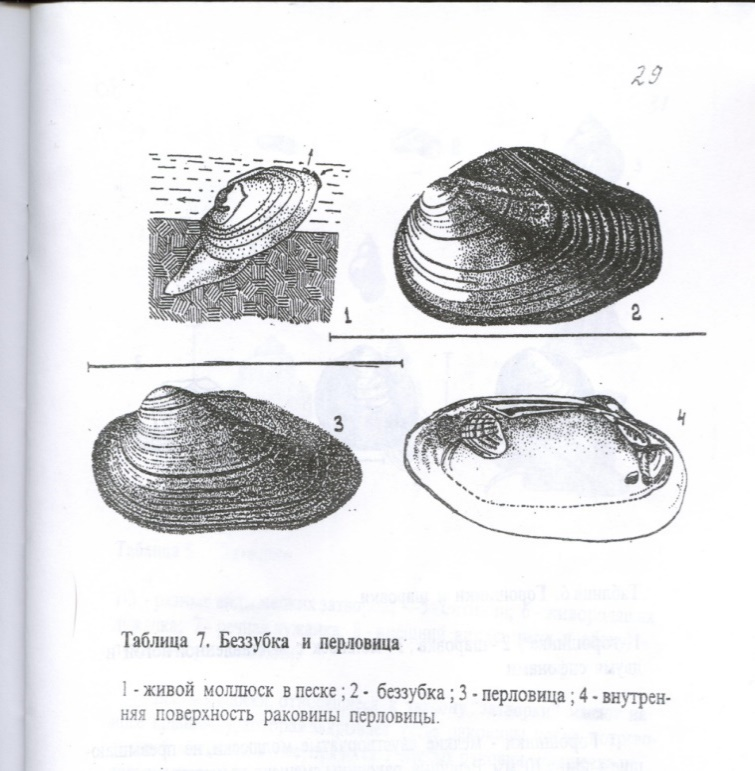 29
1
2
3
4
Таблица 7. Беззубка и перловица
1 - живой моллюск в песке ; 2 - беззубка ; 3 - перловица ; 4 - внутрен-
няя поверхность раковины перловицы.